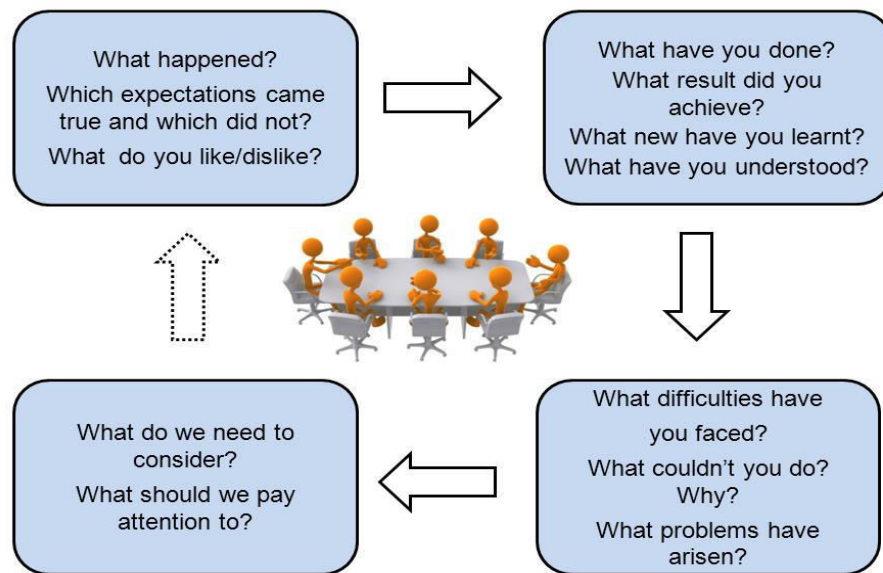 What happened?
Which expectations came
true and which did not?
What do you like/dislike?
What have you done?
What result did you
achieve?
What new have you learnt?
What have you understood?
What difficulties have
you faced?
What couldn't you do?
Why?
What problems have
arisen?
What do we need to
consider?
What should we pay
attention to?